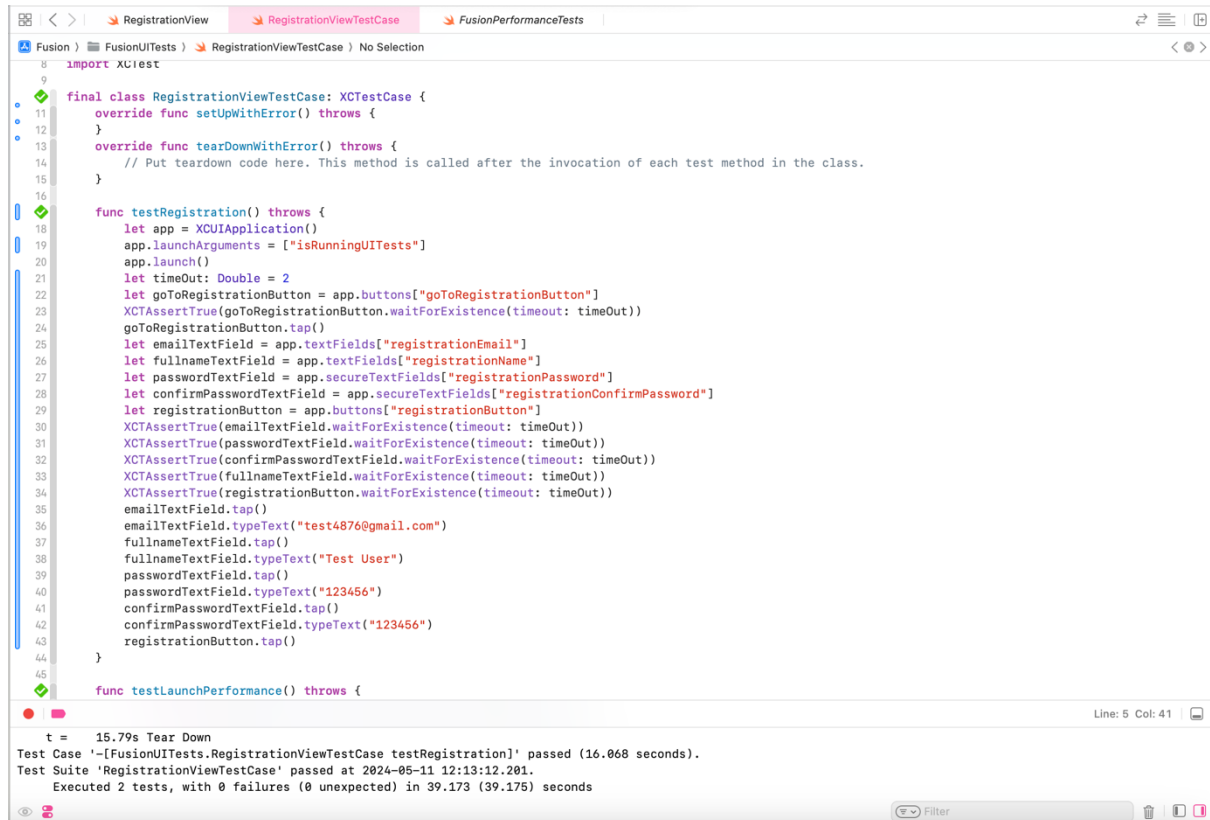 RegistrationView RegistrationViewTestCase FusionPerformanceTests
Fusion FusionUITests RegistrationViewTestCase No Selection
8 import XCTest
9
final class RegistrationViewTestCase: XCTestCase {
11 override func setUpWithError() throws {
12 }
13 override func tearDownWithError() throws {
14 // Put teardown code here. This method is called after the invocation of each test method in the class.
15 }
16
func testRegistration() throws {
18 let app = XCUIApplication()
19 app.launchArguments = ["isRunningUITests"]
20 app.launch()
21 let timeOut: Double = 2
22 let goToRegistrationButton = app.buttons["goToRegistrationButton"]
23 XCTAssertTrue(goToRegistrationButton.waitForExistence(timeout: timeOut))
24 goToRegistrationButton.tap()
25 let emailTextField = app.textFields["registrationEmail"]
26 let fullnameTextField = app.textFields["registrationName"]
27 let passwordTextField = app.secureTextFields["registrationPassword"]
28 let confirmPasswordTextField = app.secureTextFields["registrationConfirmPassword"]
29 let registrationButton = app.buttons["registrationButton"]
30 XCTAssertTrue(emailTextField.waitForExistence(timeout: timeOut))
31 XCTAssertTrue(passwordTextField.waitForExistence(timeout: timeOut))
32 XCTAssertTrue(confirmPasswordTextField.waitForExistence(timeout: timeOut))
33 XCTAssertTrue(fullnameTextField.waitForExistence(timeout: timeOut))
34 XCTAssertTrue(registrationButton.waitForExistence(timeout: timeOut))
35 emailTextField.tap()
36 emailTextField.typeText("test4876@gmail.com")
37 fullnameTextField.tap()
38 fullnameTextField.typeText("Test User")
39 passwordTextField.tap()
40 passwordTextField.typeText("123456")
41 confirmPasswordTextField.tap()
42 confirmPasswordTextField.typeText("123456")
43 registrationButton.tap()
44 }
45
func testLaunchPerformance() throws {
Line: 5 Col: 41
t = 15.79s Tear Down
Test Case '-[FusionUITests.RegistrationViewTestCase testRegistration]' passed (16.068 seconds).
Test Suite 'RegistrationViewTestCase' passed at 2024-05-11 12:13:12.201.
Executed 2 tests, with 0 failures (0 unexpected) in 39.173 (39.175) seconds
Filter